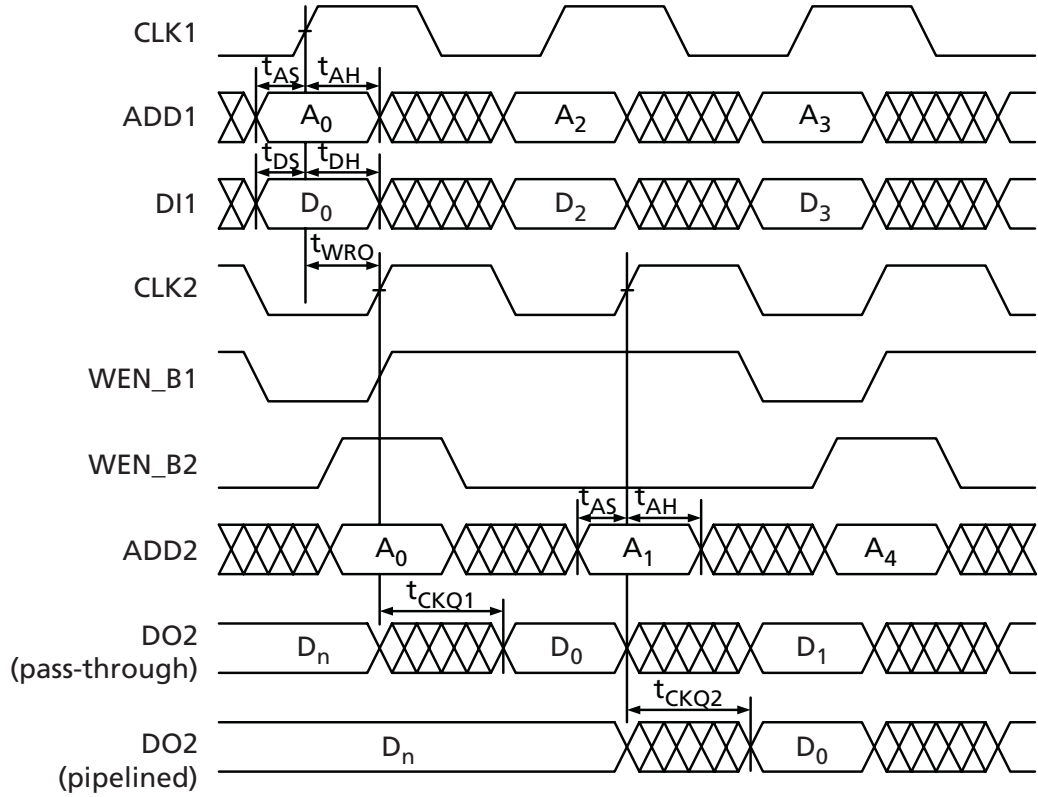 CLK1
tAS tAH
ADD1 A0 A2 A3
tDS tDH
DI1 D0 D2 D3
tWRO
CLK2
WEN_B1
WEN_B2
tAS tAH
ADD2 A0 A1 A4
tCKQ1
DO2
(pass-through)
Dn D0 D1
tCKQ2
DO2
(pipelined)
Dn D0